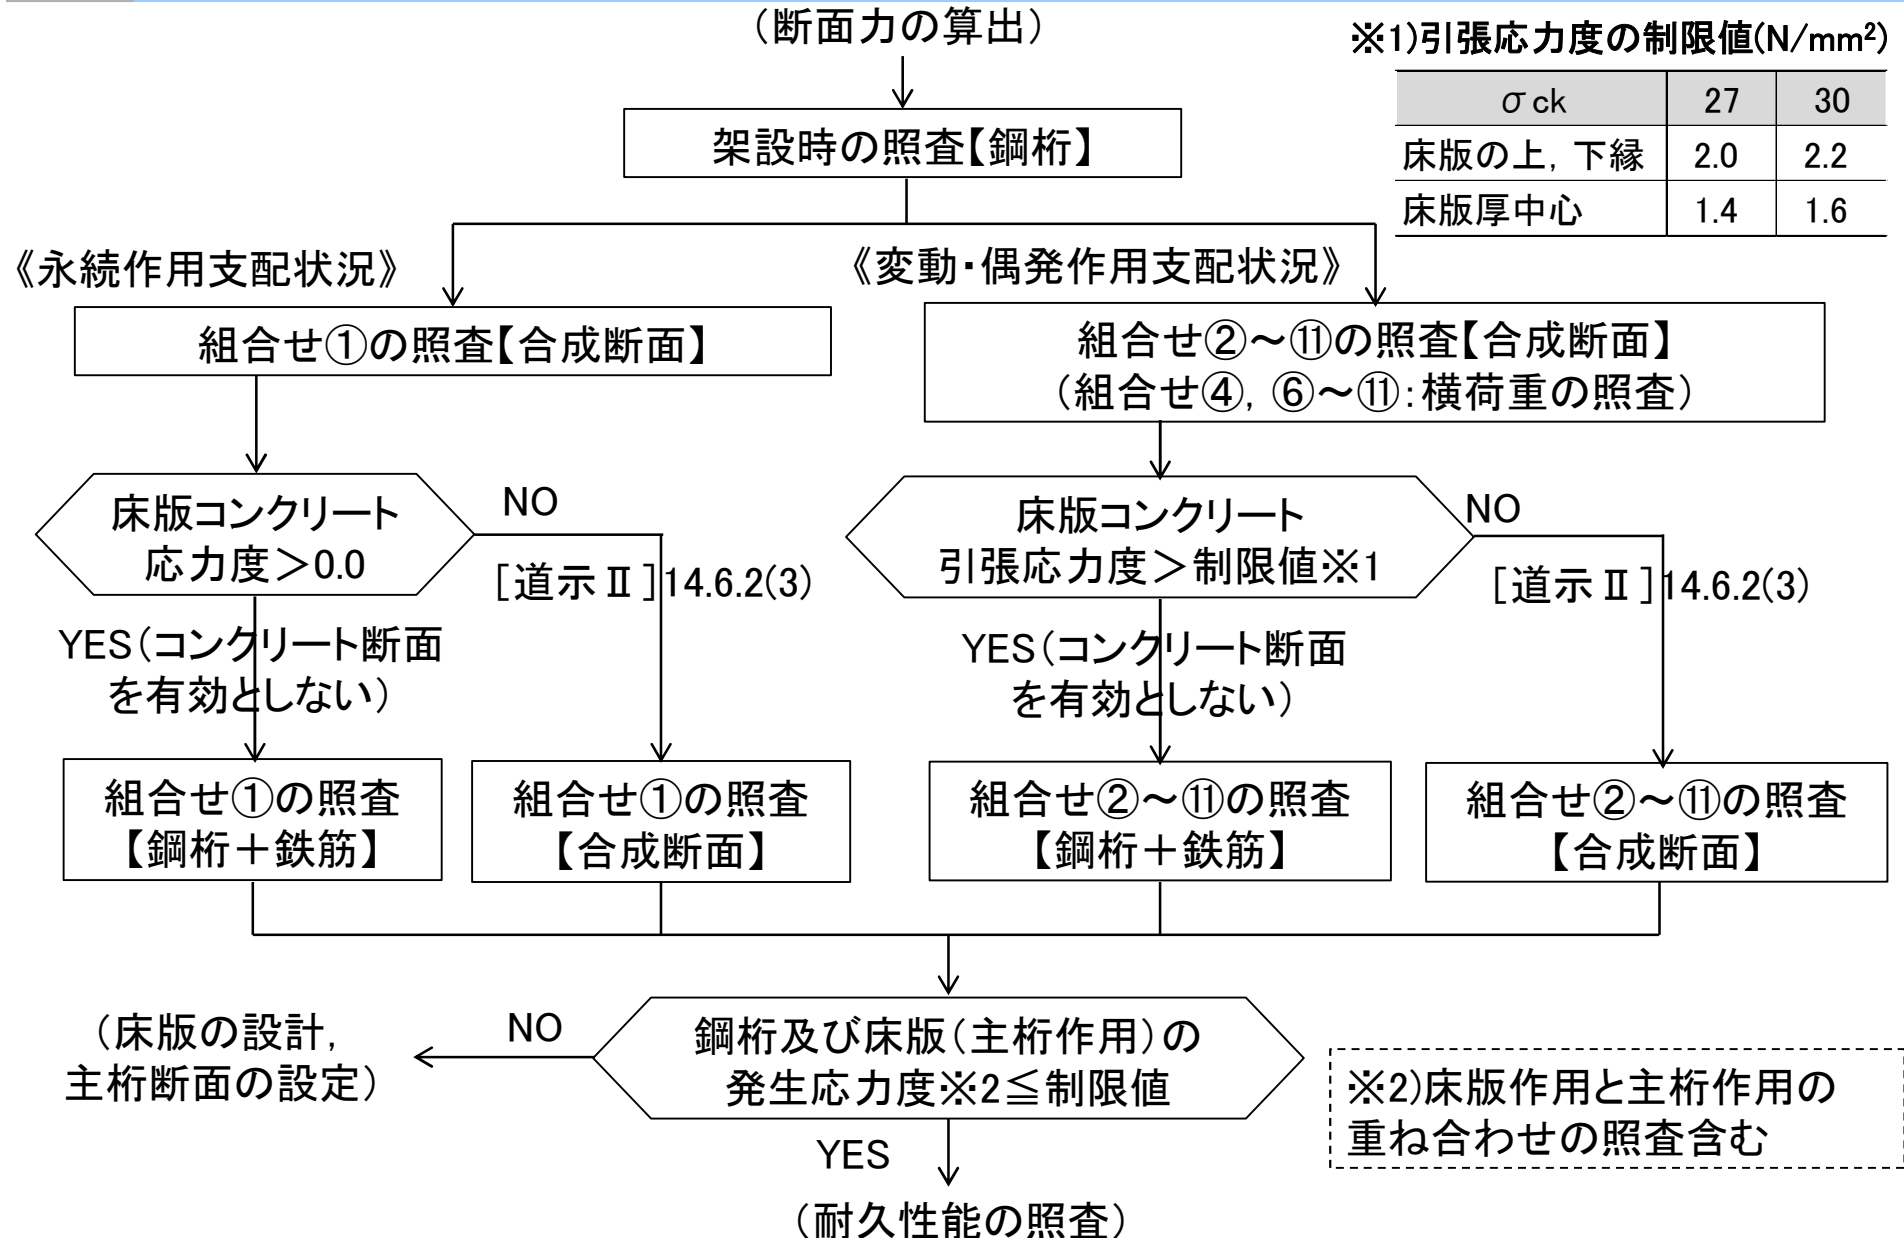 （断面力の算出）
※1)引張応力度の制限値(N/mm²)
σck 27 30
床版の上，下縁 2.0 2.2
床版厚中心 1.4 1.6
架設時の照査【鋼桁】
《永続作用支配状況》
《変動・偶発作用支配状況》
組合せ①の照査【合成断面】
組合せ②～⑪の照査【合成断面】
（組合せ④，⑥～⑪：横荷重の照査）
床版コンクリート
応力度＞0.0
NO
［道示Ⅱ］14.6.2(3)
YES（コンクリート断面
を有効としない）
床版コンクリート
引張応力度＞制限値※1
NO
［道示Ⅱ］14.6.2(3)
YES（コンクリート断面
を有効としない）
組合せ①の照査
【鋼桁＋鉄筋】
組合せ①の照査
【合成断面】
組合せ②～⑪の照査
【鋼桁＋鉄筋】
組合せ②～⑪の照査
【合成断面】
（床版の設計，
主桁断面の設定）
NO
鋼桁及び床版（主桁作用）の
発生応力度※2≦制限値
※2)床版作用と主桁作用の
重ね合わせの照査含む
YES
（耐久性能の照査）